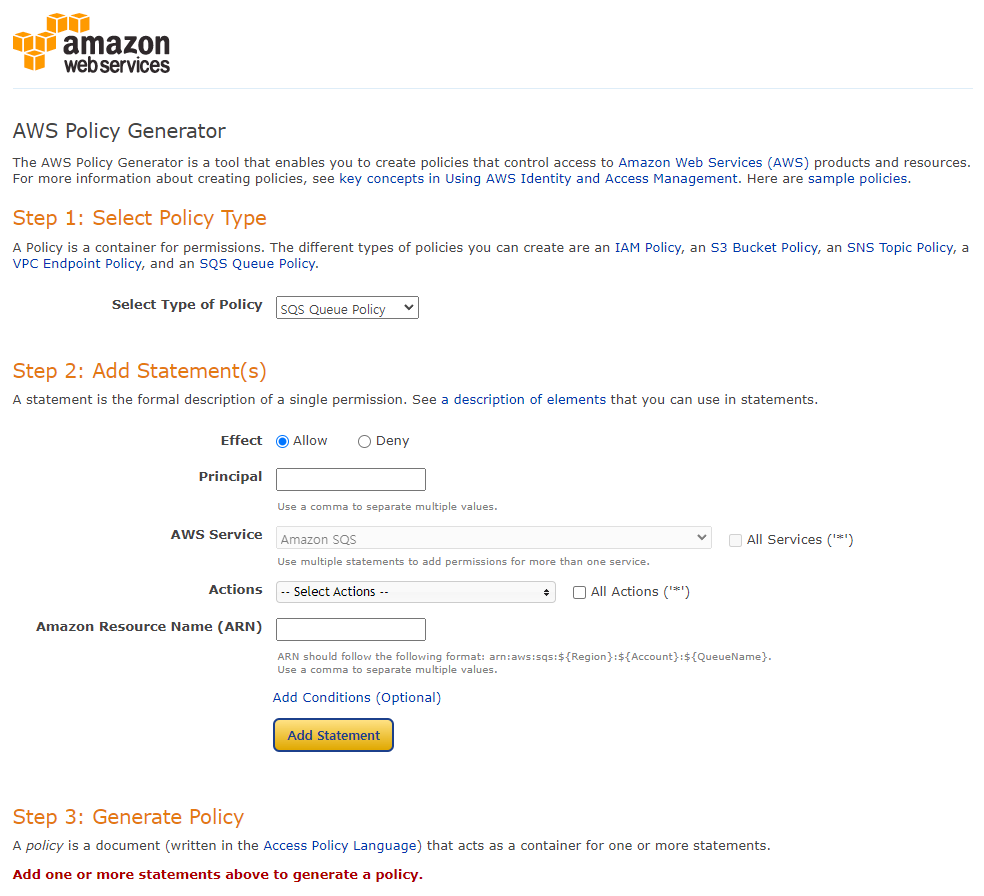 amazon
web services
AWS Policy Generator
The AWS Policy Generator is a tool that enables you to create policies that control access to Amazon Web Services (AWS) products and resources.
For more information about creating policies, see key concepts in Using AWS Identity and Access Management. Here are sample policies.
Step 1: Select Policy Type
A Policy is a container for permissions. The different types of policies you can create are an IAM Policy, an S3 Bucket Policy, an SNS Topic Policy, a
VPC Endpoint Policy, and an SQS Queue Policy.
Select Type of Policy SQS Queue Policy
Step 2: Add Statement(s)
A statement is the formal description of a single permission. See a description of elements that you can use in statements.
Effect Allow Deny
Principal
Use a comma to separate multiple values.
AWS Service Amazon SQS All Services ('*')
Use multiple statements to add permissions for more than one service.
Actions -- Select Actions -- All Actions ('*')
Amazon Resource Name (ARN)
ARN should follow the following format: arn:aws:sqs:${Region}:${Account}:${QueueName}.
Use a comma to separate multiple values.
Add Conditions (Optional)
Add Statement
Step 3: Generate Policy
A policy is a document (written in the Access Policy Language) that acts as a container for one or more statements.
Add one or more statements above to generate a policy.